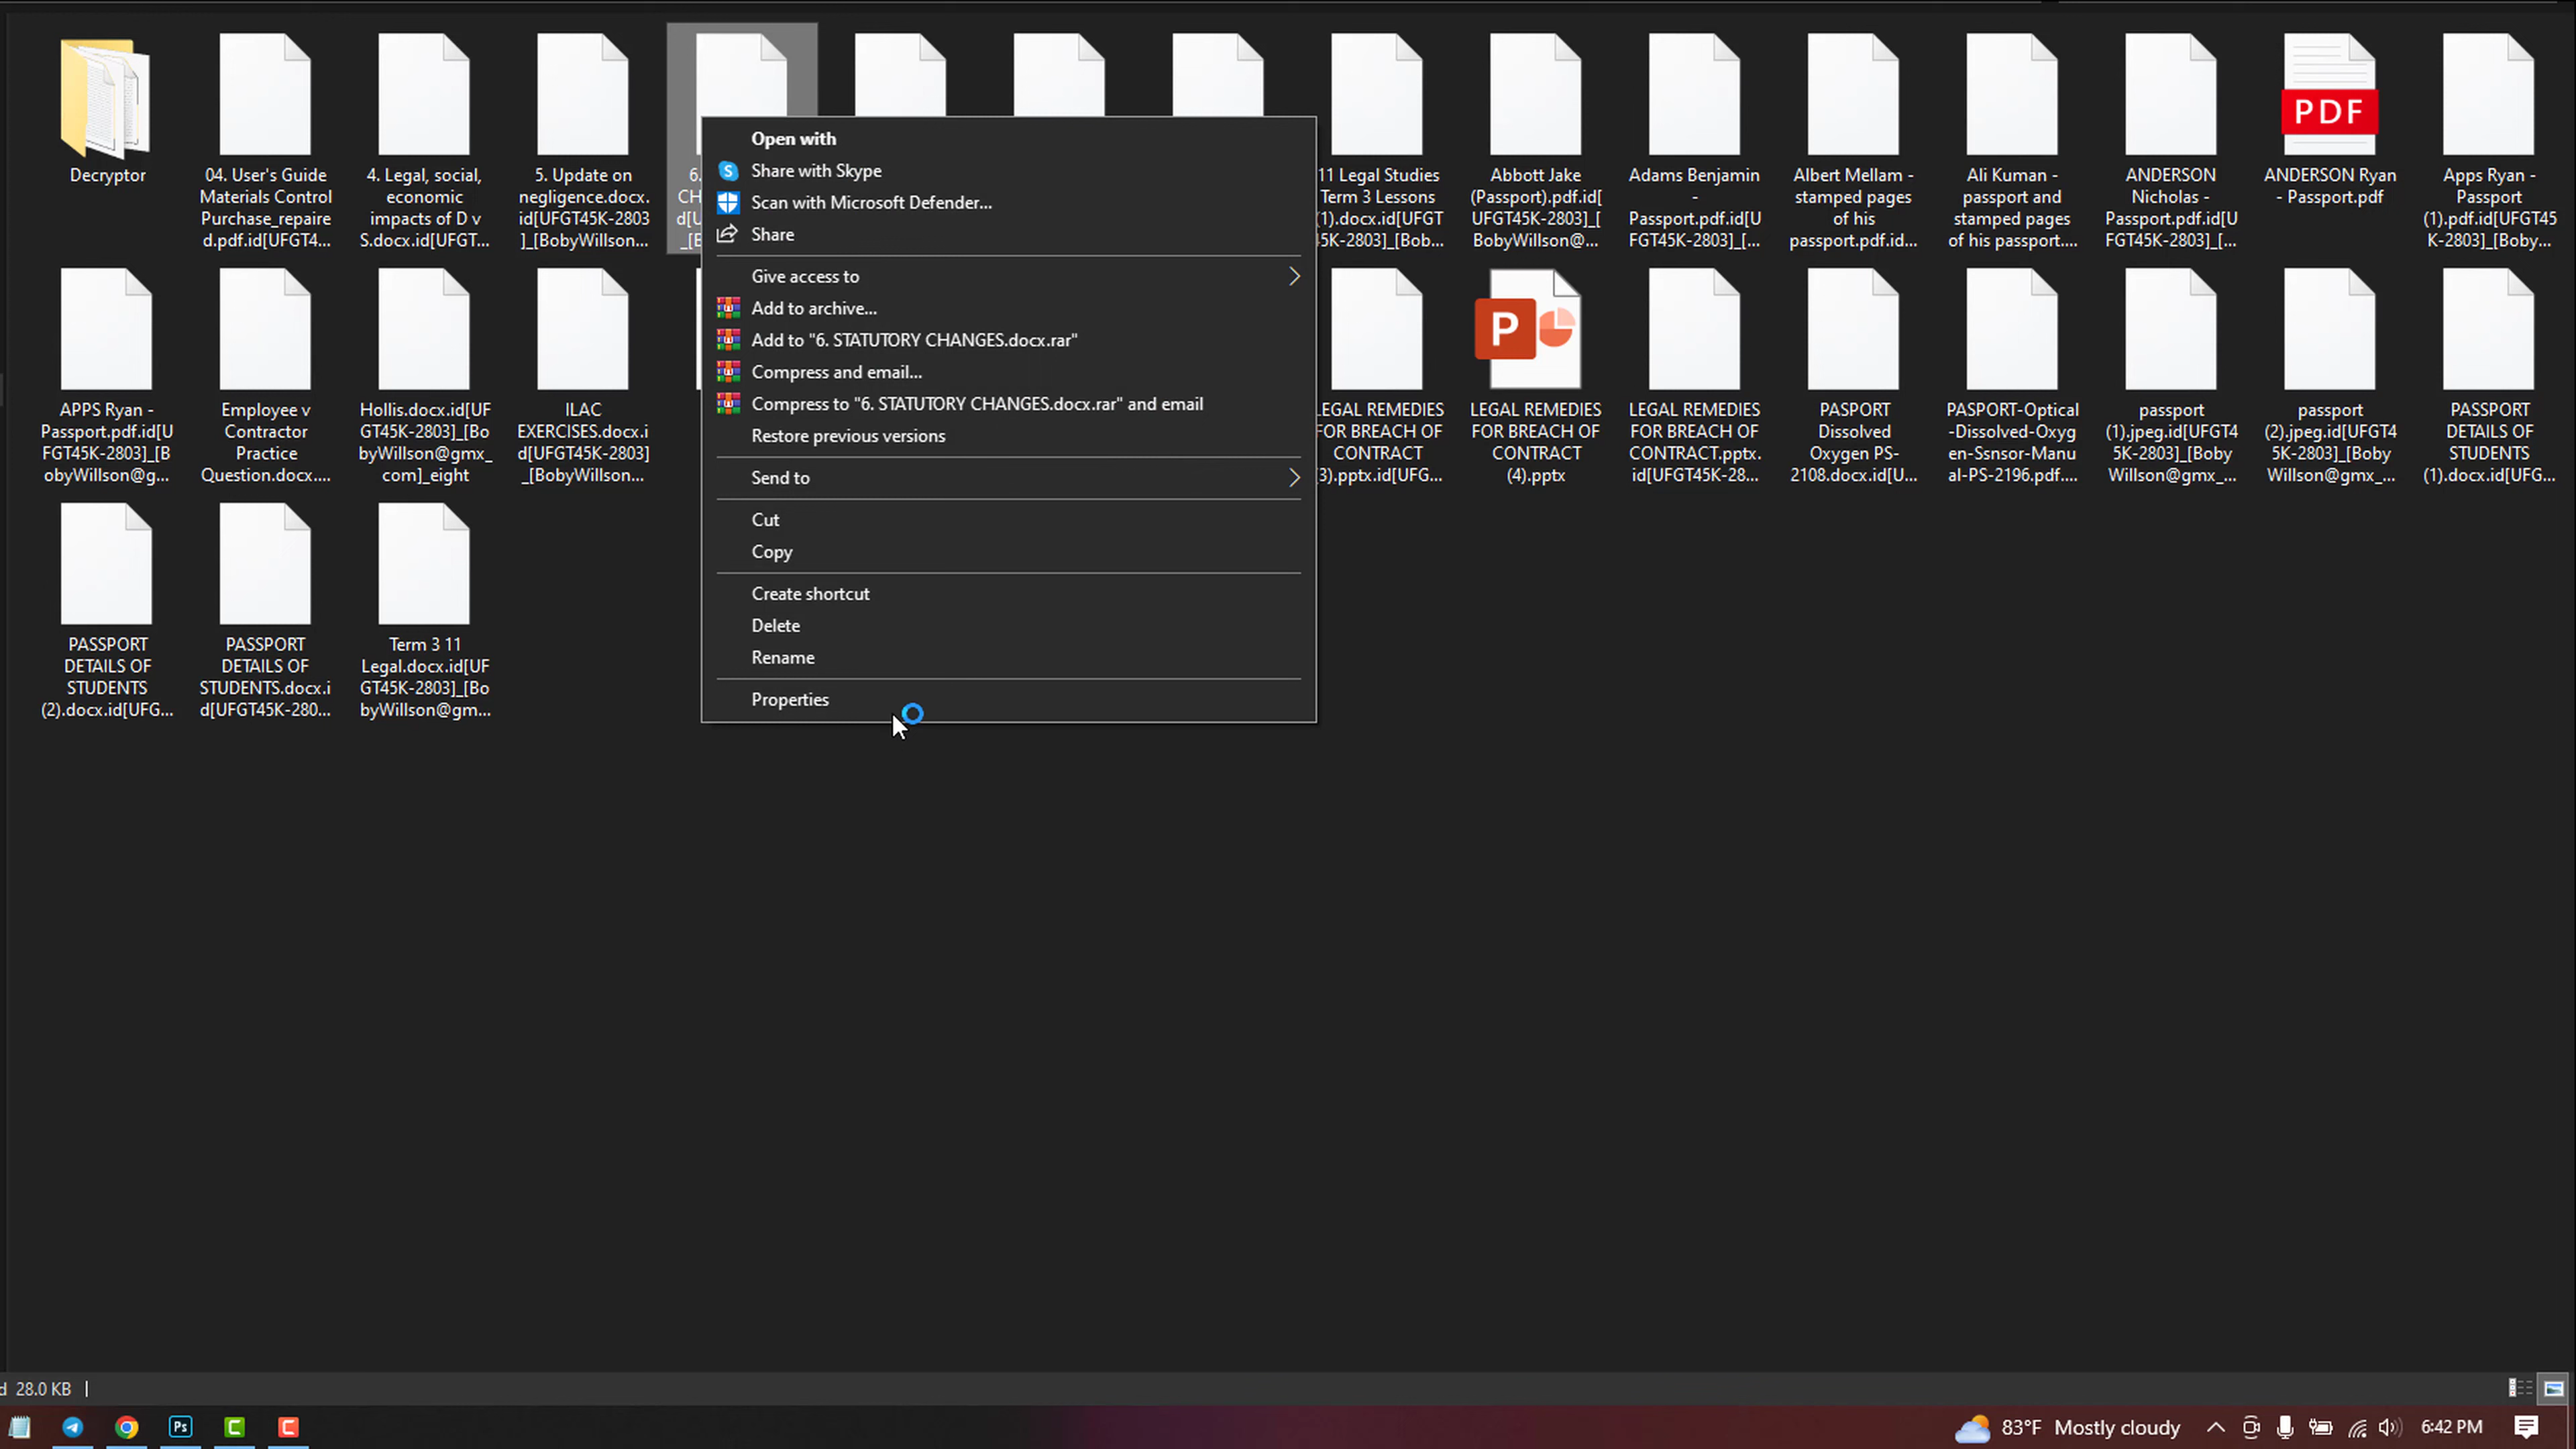 Decryptor
04. User's Guide
Materials Control
Purchase_repaire
d.pdf.id[UFGT4...
4. Legal, social,
economic
impacts of D v
S.docx.id[UFGT...
5. Update on
negligence.docx.
id[UFGT45K-2803
]_[BobyWillson...
6.
CH
d[U
_[B
11 Legal Studies
Term 3 Lessons
(1).docx.id[UFGT
45K-2803]_[Bob...
Abbott Jake
(Passport).pdf.id[
UFGT45K-2803]_[
BobyWillson@...
Adams Benjamin
-
Passport.pdf.id[U
FGT45K-2803]_[...
Albert Mellam -
stamped pages
of his
passport.pdf.id...
Ali Kuman -
passport and
stamped pages
of his passport....
ANDERSON
Nicholas -
Passport.pdf.id[U
FGT45K-2803]_[...
PDF
ANDERSON Ryan
- Passport.pdf
Apps Ryan -
Passport
(1).pdf.id[UFGT45
K-2803]_[Boby...
Open with
Share with Skype
Scan with Microsoft Defender...
Share
Give access to
Add to archive...
Add to "6. STATUTORY CHANGES.docx.rar"
Compress and email...
Compress to "6. STATUTORY CHANGES.docx.rar" and email
Restore previous versions
Send to
Cut
Copy
Create shortcut
Delete
Rename
Properties
APPS Ryan -
Passport.pdf.id[U
FGT45K-2803]_[B
obyWillson@g...
Employee v
Contractor
Practice
Question.docx....
Hollis.docx.id[UF
GT45K-2803]_[Bo
byWillson@gmx_
com]_eight
ILAC
EXERCISES.docx.i
d[UFGT45K-2803]
_[BobyWillson...
LEGAL REMEDIES
FOR BREACH OF
CONTRACT
(3).pptx.id[UFG...
P
LEGAL REMEDIES
FOR BREACH OF
CONTRACT
(4).pptx
LEGAL REMEDIES
FOR BREACH OF
CONTRACT.pptx.
id[UFGT45K-28...
PASPORT
Dissolved
Oxygen PS-
2108.docx.id[U...
PASPORT-Optical
-Dissolved-Oxyg
en-Ssnsor-Manu
al-PS-2196.pdf....
passport
(1).jpeg.id[UFGT4
5K-2803]_[Boby
Willson@gmx_...
passport
(2).jpeg.id[UFGT4
5K-2803]_[Boby
Willson@gmx_...
PASSPORT
DETAILS OF
STUDENTS
(1).docx.id[UFG...
PASSPORT
DETAILS OF
STUDENTS
(2).docx.id[UFG...
PASSPORT
DETAILS OF
STUDENTS.docx.i
d[UFGT45K-280...
Term 3 11
Legal.docx.id[UF
GT45K-2803]_[Bo
byWillson@gm...
d 28.0 KB
Ps
C
C
83°F Mostly cloudy
6:42 PM